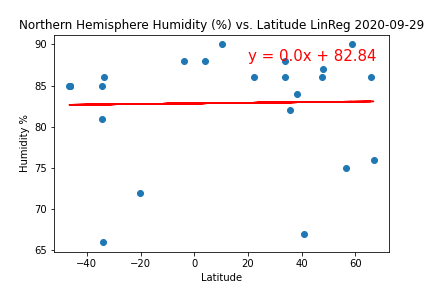 Northern Hemisphere Humidity (%) vs. Latitude LinReg 2020-09-29
y = 0.0x + 82.84
90
85
80
75
70
65
Humidity %
−40 −20 0 20 40 60
Latitude